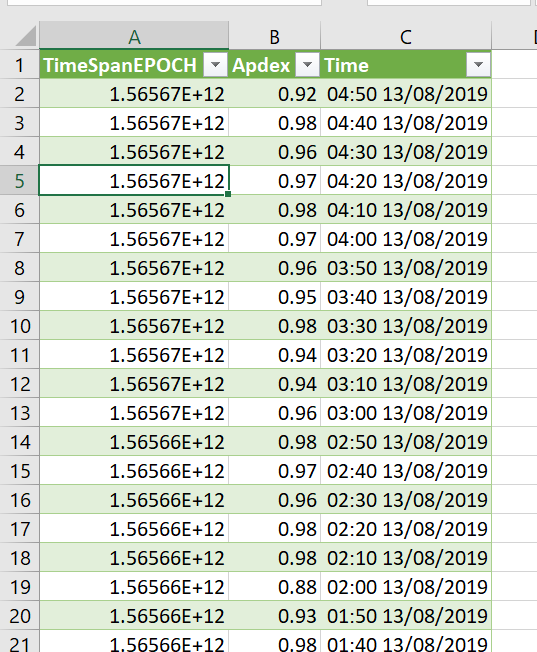 A B C
1 TimeSpanEPOCH Apdex Time
2 1.56567E+12 0.92 04:50 13/08/2019
3 1.56567E+12 0.98 04:40 13/08/2019
4 1.56567E+12 0.96 04:30 13/08/2019
5 1.56567E+12 0.97 04:20 13/08/2019
6 1.56567E+12 0.98 04:10 13/08/2019
7 1.56567E+12 0.97 04:00 13/08/2019
8 1.56567E+12 0.96 03:50 13/08/2019
9 1.56567E+12 0.95 03:40 13/08/2019
10 1.56567E+12 0.98 03:30 13/08/2019
11 1.56567E+12 0.94 03:20 13/08/2019
12 1.56567E+12 0.94 03:10 13/08/2019
13 1.56567E+12 0.96 03:00 13/08/2019
14 1.56566E+12 0.98 02:50 13/08/2019
15 1.56566E+12 0.97 02:40 13/08/2019
16 1.56566E+12 0.96 02:30 13/08/2019
17 1.56566E+12 0.98 02:20 13/08/2019
18 1.56566E+12 0.98 02:10 13/08/2019
19 1.56566E+12 0.88 02:00 13/08/2019
20 1.56566E+12 0.93 01:50 13/08/2019
21 1.56566E+12 0.98 01:40 13/08/2019